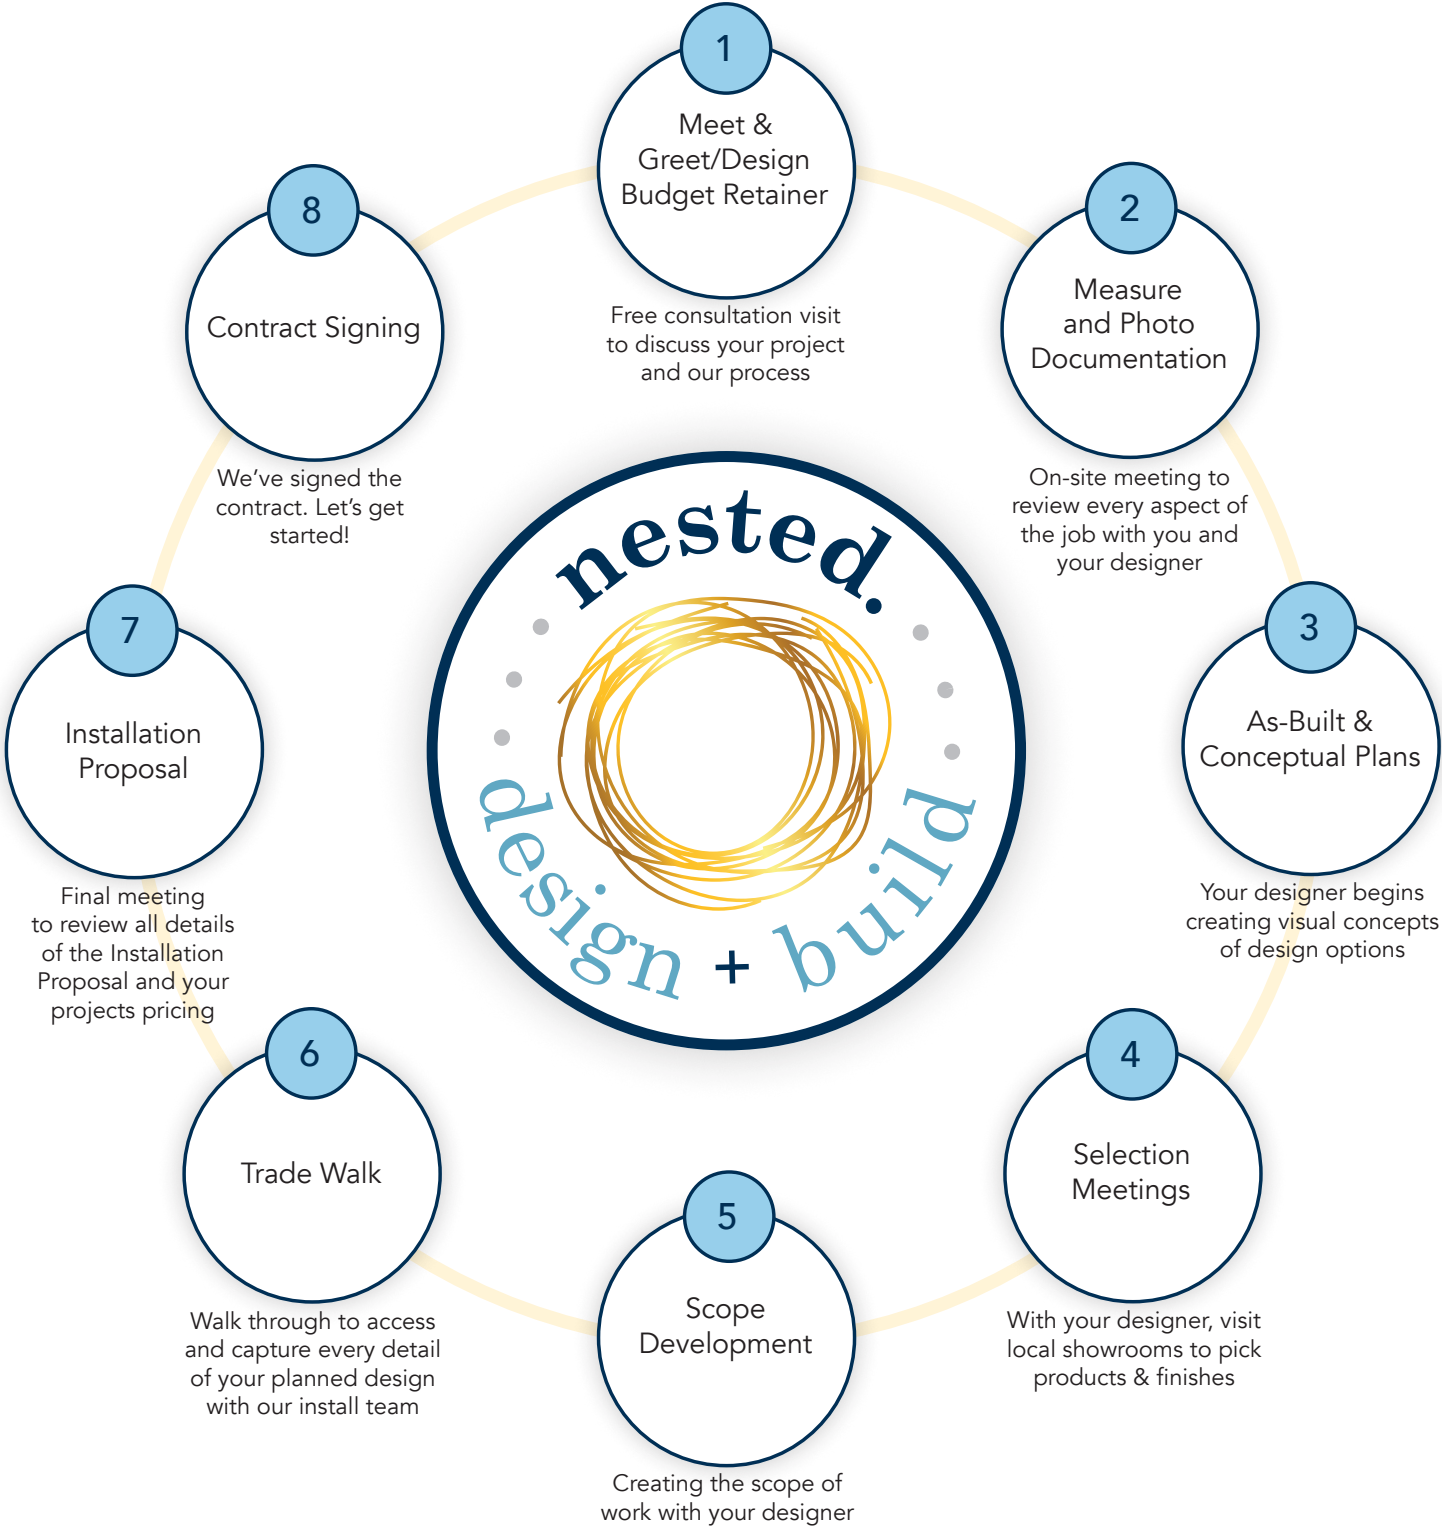 1
Meet &
Greet/Design
Budget Retainer
Free consultation visit
to discuss your project
and our process
2
Measure
and Photo
Documentation
On-site meeting to
review every aspect of
the job with you and
your designer
3
As-Built &
Conceptual Plans
Your designer begins
creating visual concepts
of design options
4
Selection
Meetings
With your designer, visit
local showrooms to pick
products & finishes
5
Scope
Development
Creating the scope of
work with your designer
6
Trade Walk
Walk through to access
and capture every detail
of your planned design
with our install team
7
Installation
Proposal
Final meeting
to review all details
of the Installation
Proposal and your
projects pricing
8
Contract Signing
We’ve signed the
contract. Let’s get
started!
nested.
design + build